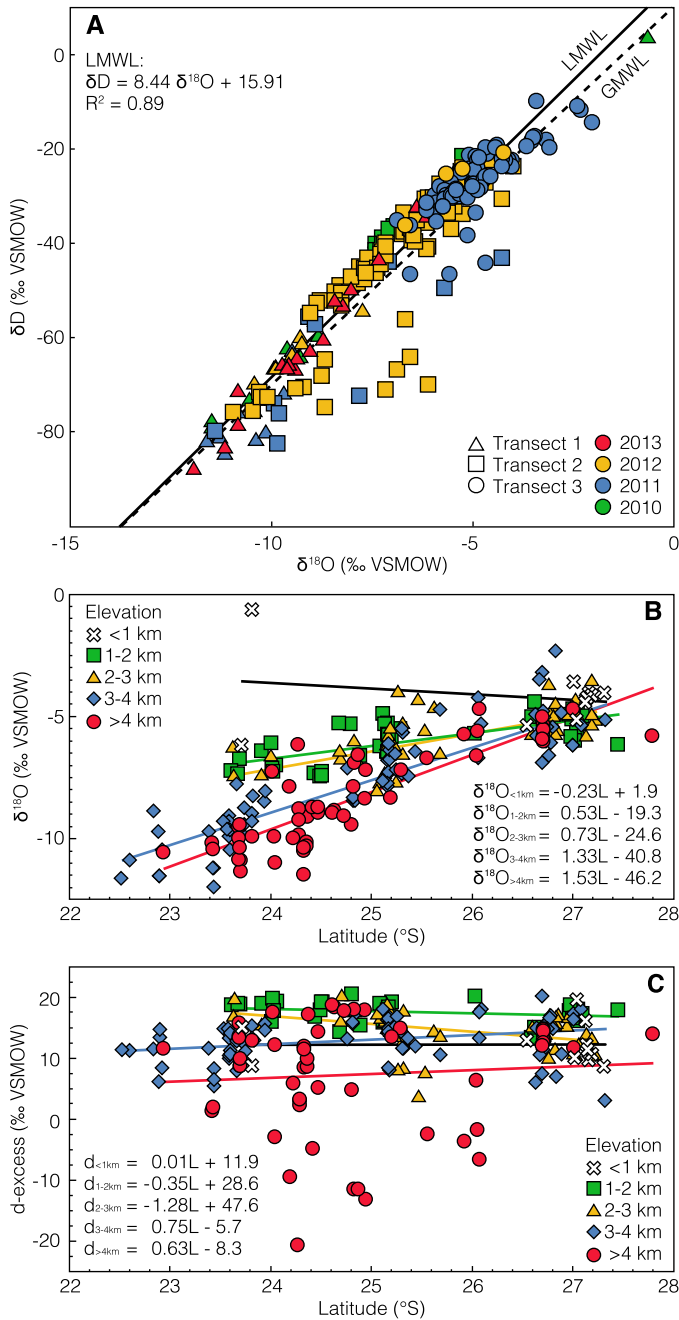 A
LMWL:
δD = 8.44 δ¹⁸O + 15.91
R² = 0.89
LMWL
GMWL
0
-20
-40
-60
-80
δD (‰ VSMOW)
Transect 1
Transect 2
Transect 3
2013
2012
2011
2010
-15
-10
-5
0
δ¹⁸O (‰ VSMOW)
B
Elevation
<1 km
1-2 km
2-3 km
3-4 km
>4 km
0
-5
-10
δ¹⁸O (‰ VSMOW)
δ¹⁸O<1km = -0.23L + 1.9
δ¹⁸O1-2km = 0.53L - 19.3
δ¹⁸O2-3km = 0.73L - 24.6
δ¹⁸O3-4km = 1.33L - 40.8
δ¹⁸O>4km = 1.53L - 46.2
22
23
24
25
26
27
28
Latitude (°S)
C
20
10
0
-10
-20
d-excess (‰ VSMOW)
d<1km = 0.01L + 11.9
d1-2km = -0.35L + 28.6
d2-3km = -1.28L + 47.6
d3-4km = 0.75L - 5.7
d>4km = 0.63L - 8.3
Elevation
<1 km
1-2 km
2-3 km
3-4 km
>4 km
22
23
24
25
26
27
28
Latitude (°S)